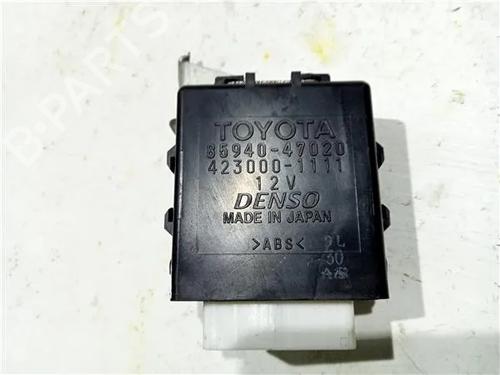 B-PARTS
TOYOTA
85940-47020
423000-1111
12V
DENSO
MADE IN JAPAN
>ABS<